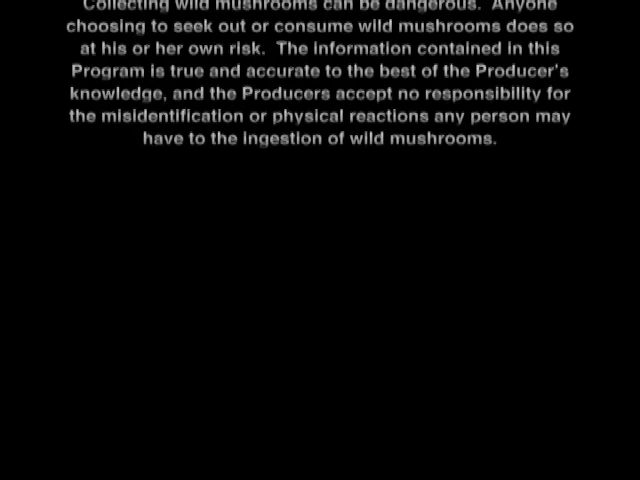 Collecting wild mushrooms can be dangerous.  Anyone
choosing to seek out or consume wild mushrooms does so
at his or her own risk.  The information contained in this
Program is true and accurate to the best of the Producer's
knowledge, and the Producers accept no responsibility for
the misidentification or physical reactions any person may
have to the ingestion of wild mushrooms.